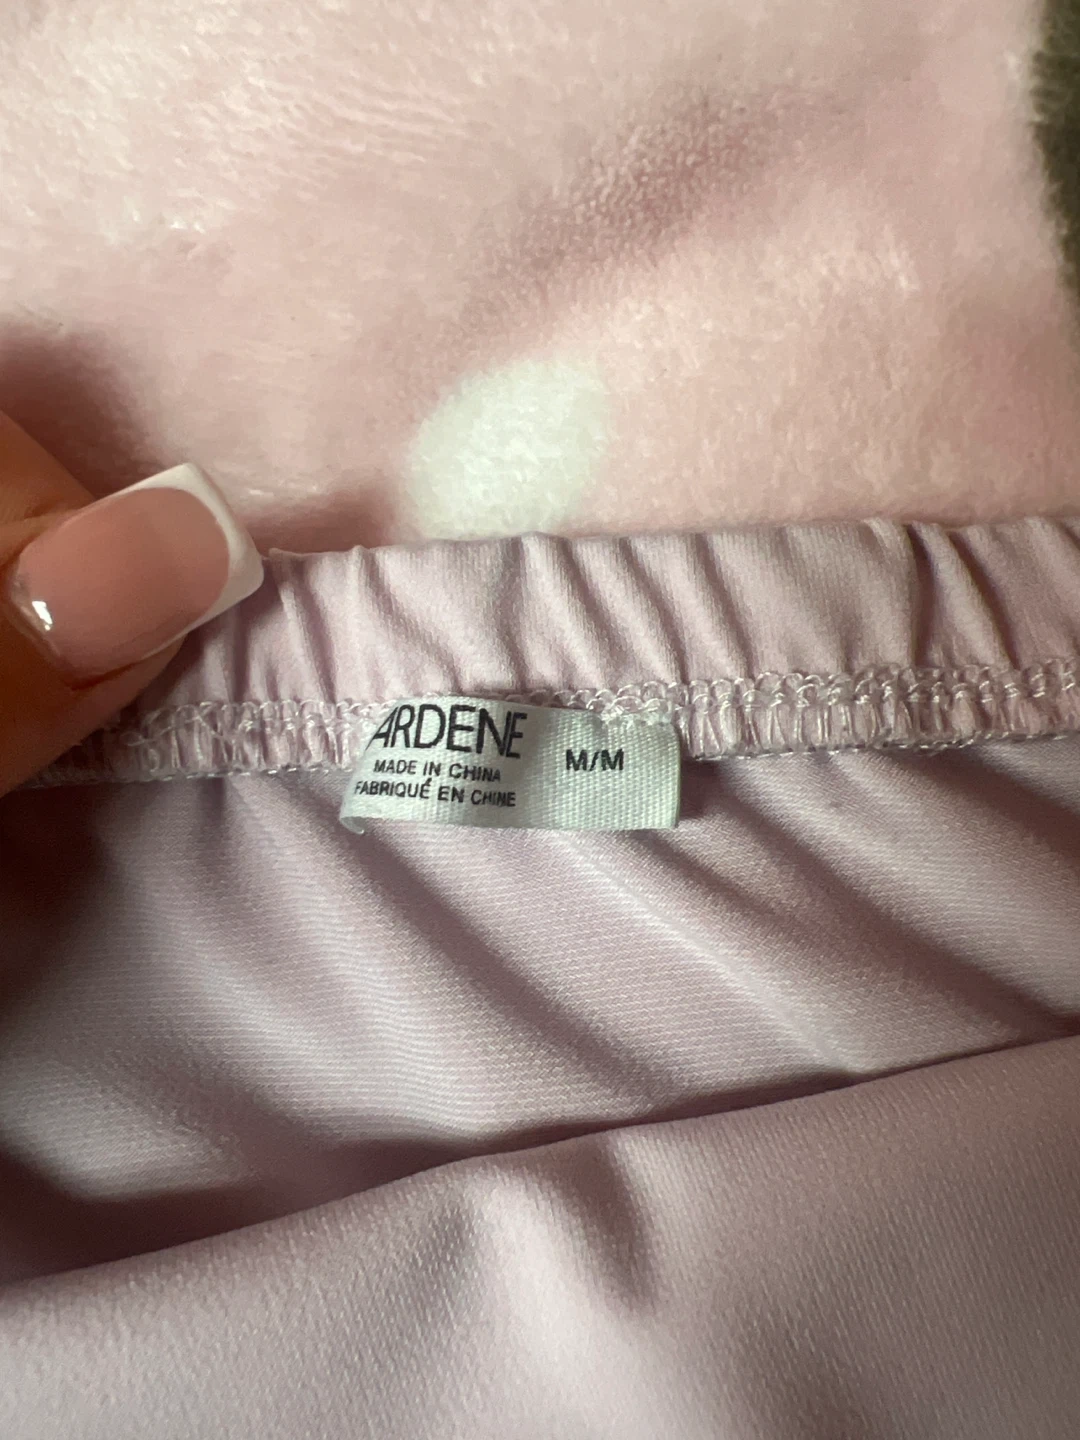 ARDENE
MADE IN CHINA
FABRIQUÉ EN CHINE
M/M